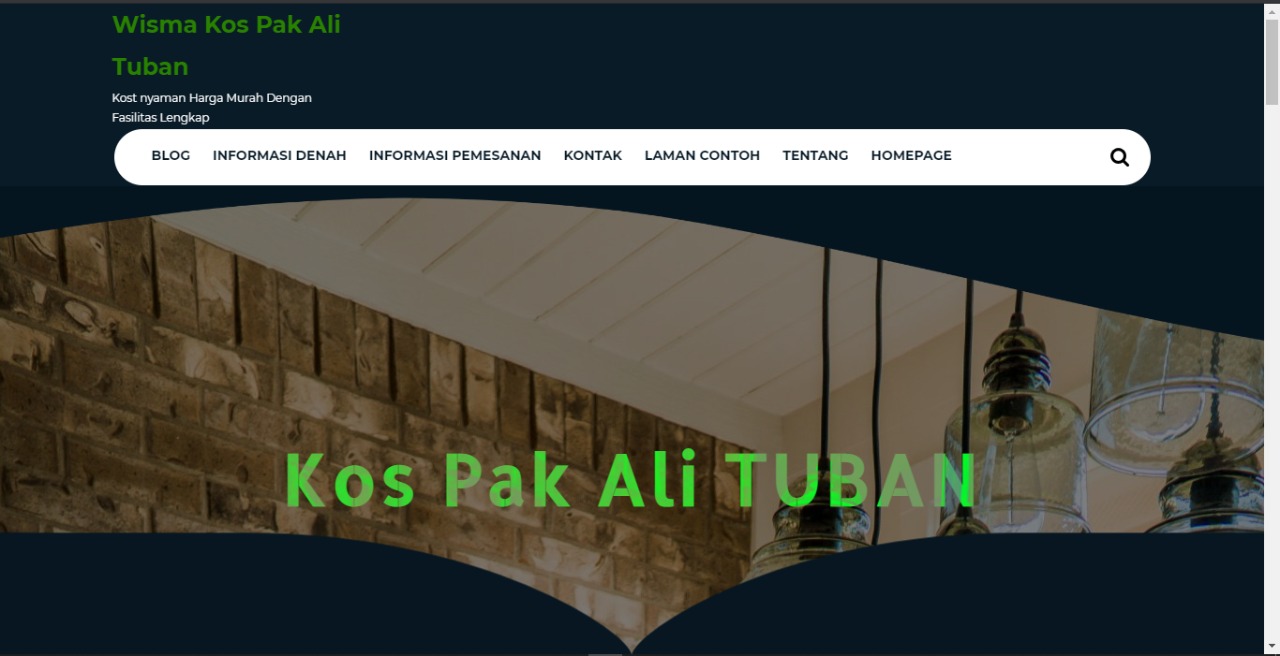 Wisma Kos Pak Ali
Tuban
Kost nyaman Harga Murah Dengan
Fasilitas Lengkap
BLOG INFORMASI DENAH INFORMASI PEMESANAN KONTAK LAMAN CONTOH TENTANG HOMEPAGE
Kos Pak Ali TUBAN